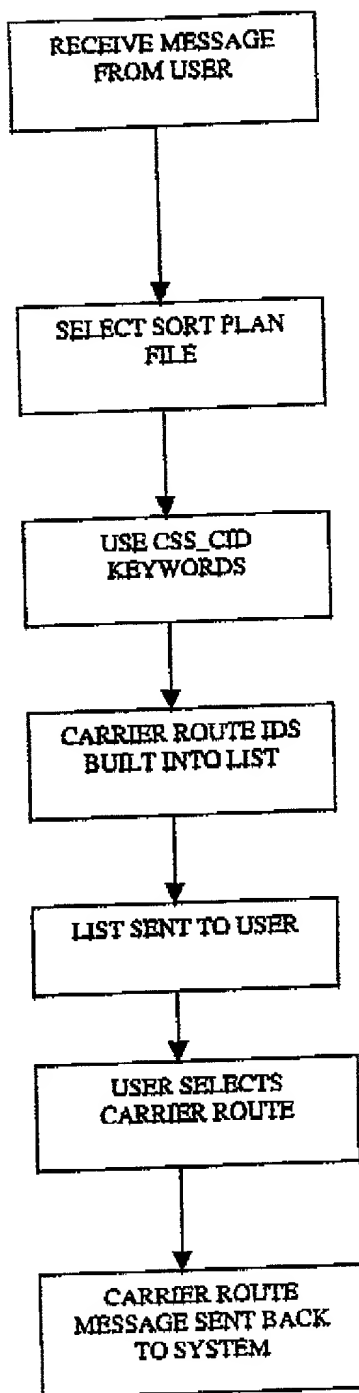 RECEIVE MESSAGE
FROM USER
SELECT SORT PLAN
FILE
USE CSS_CID
KEYWORDS
CARRIER ROUTE IDS
BUILT INTO LIST
LIST SENT TO USER
USER SELECTS
CARRIER ROUTE
CARRIER ROUTE
MESSAGE SENT BACK
TO SYSTEM